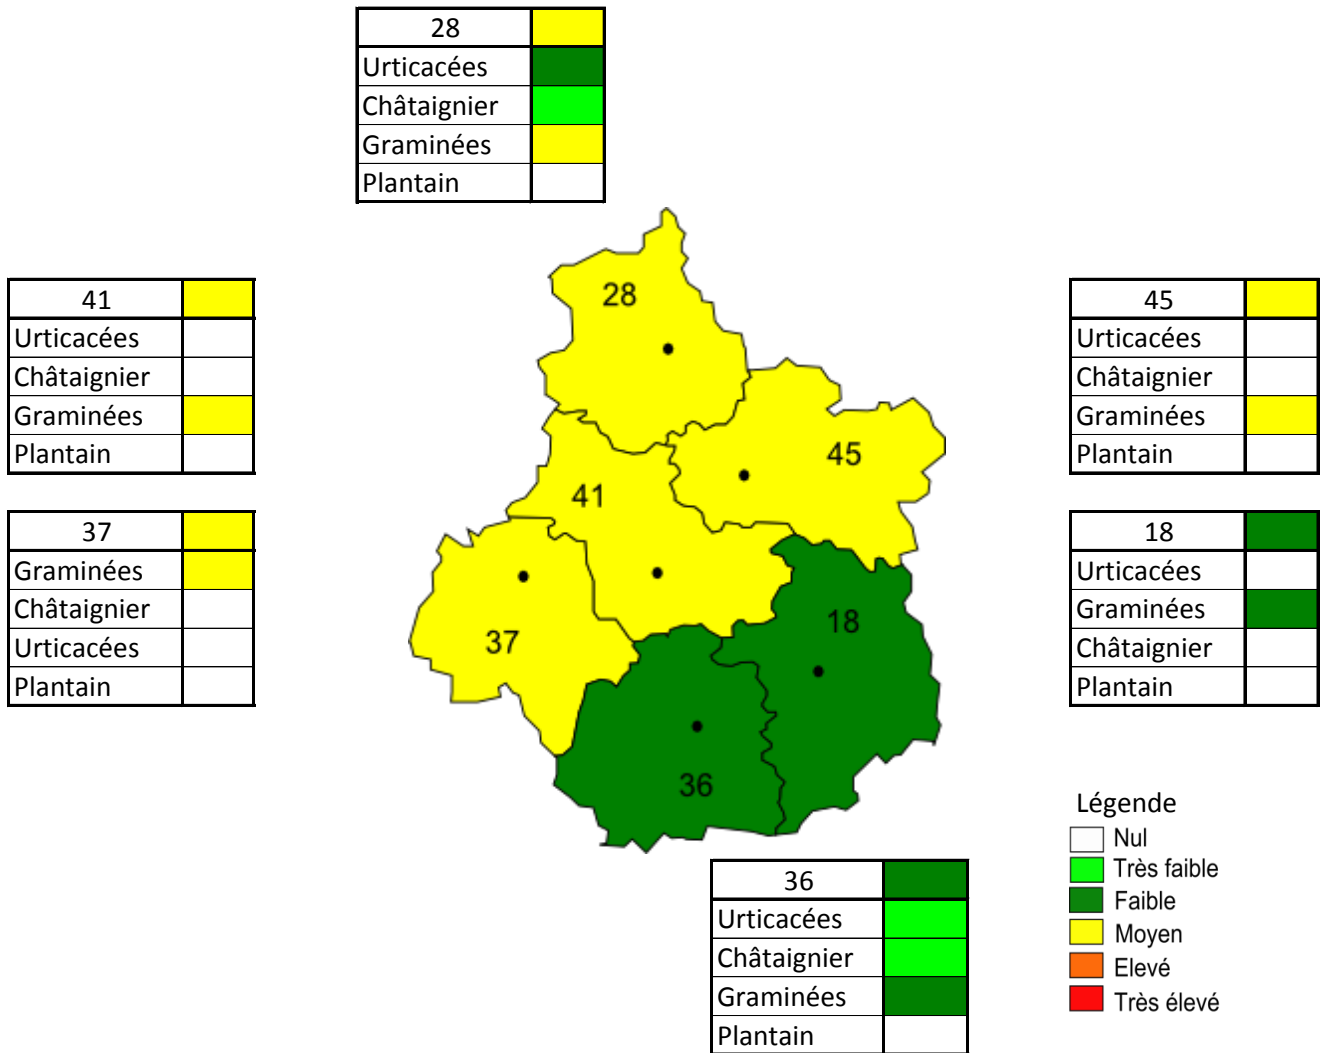 28
Urticacées
Châtaignier
Graminées
Plantain
41
Urticacées
Châtaignier
Graminées
Plantain
37
Graminées
Châtaignier
Urticacées
Plantain
28
45
41
37
18
36
45
Urticacées
Châtaignier
Graminées
Plantain
18
Urticacées
Graminées
Châtaignier
Plantain
36
Urticacées
Châtaignier
Graminées
Plantain
Légende
Nul
Très faible
Faible
Moyen
Elevé
Très élevé